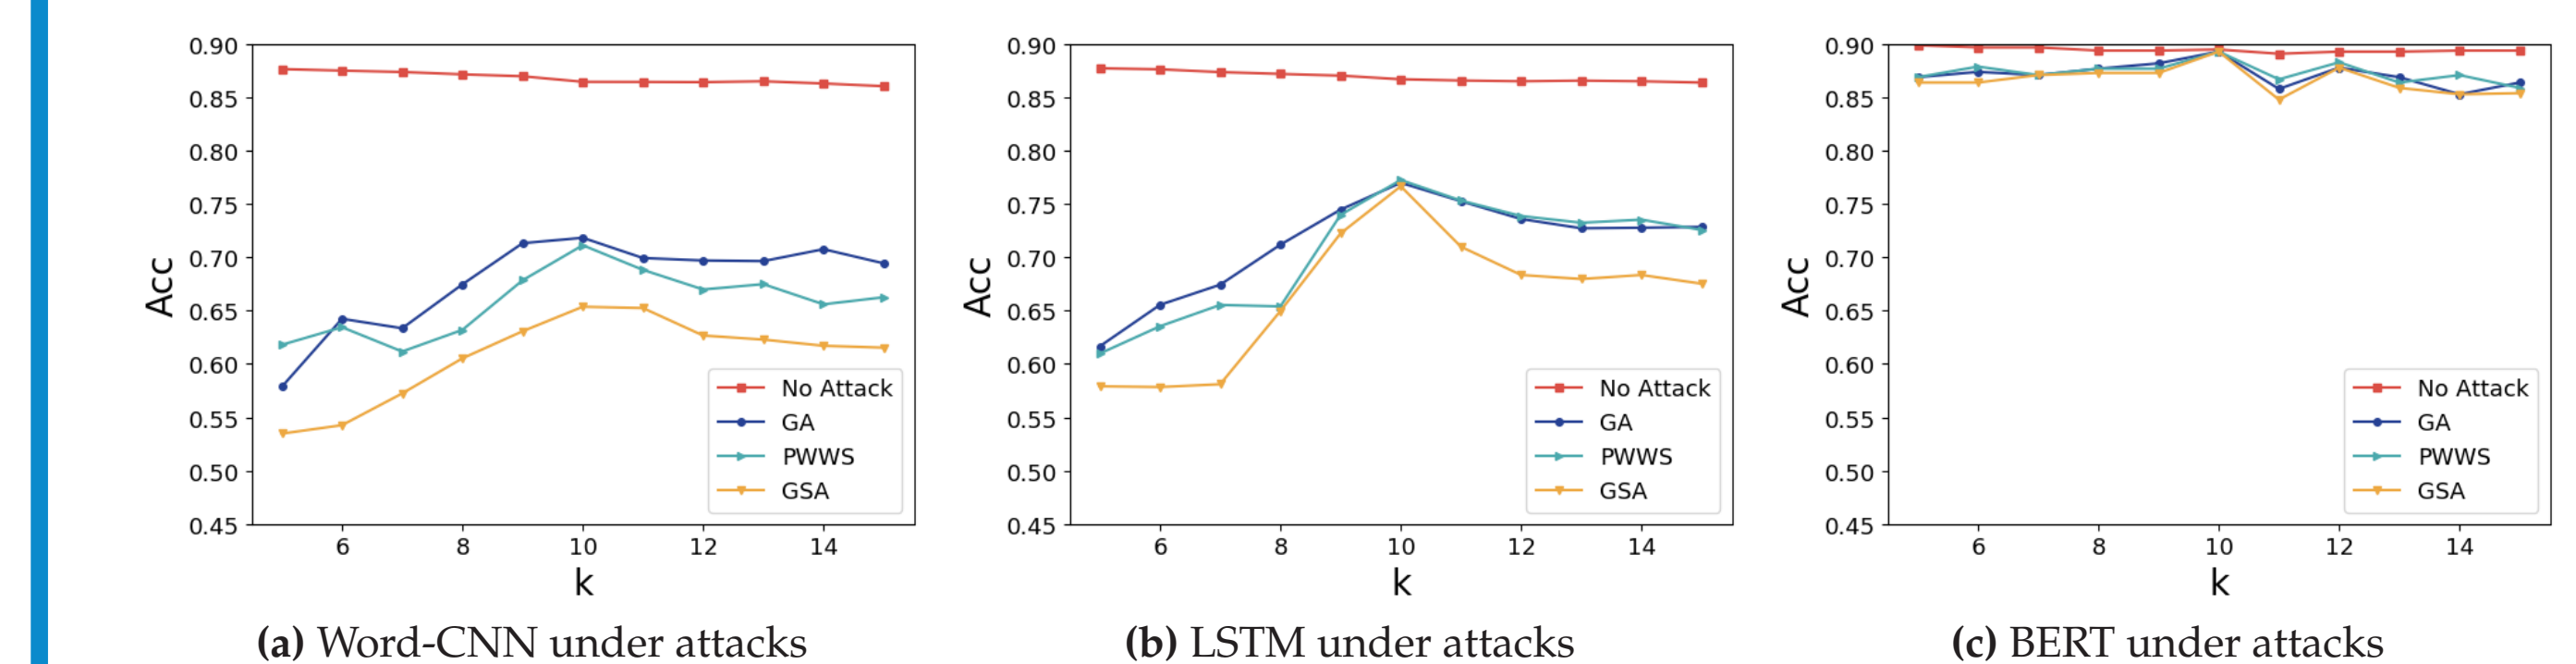 0.90
0.85
0.80
0.75
0.70
0.65
0.60
0.55
0.50
0.45
Acc
No Attack
GA
PWWS
GSA
6 8 10 12 14
k
(a) Word-CNN under attacks
0.90
0.85
0.80
0.75
0.70
0.65
0.60
0.55
0.50
0.45
Acc
No Attack
GA
PWWS
GSA
6 8 10 12 14
k
(b) LSTM under attacks
0.90
0.85
0.80
0.75
0.70
0.65
0.60
0.55
0.50
0.45
Acc
No Attack
GA
PWWS
GSA
6 8 10 12 14
k
(c) BERT under attacks